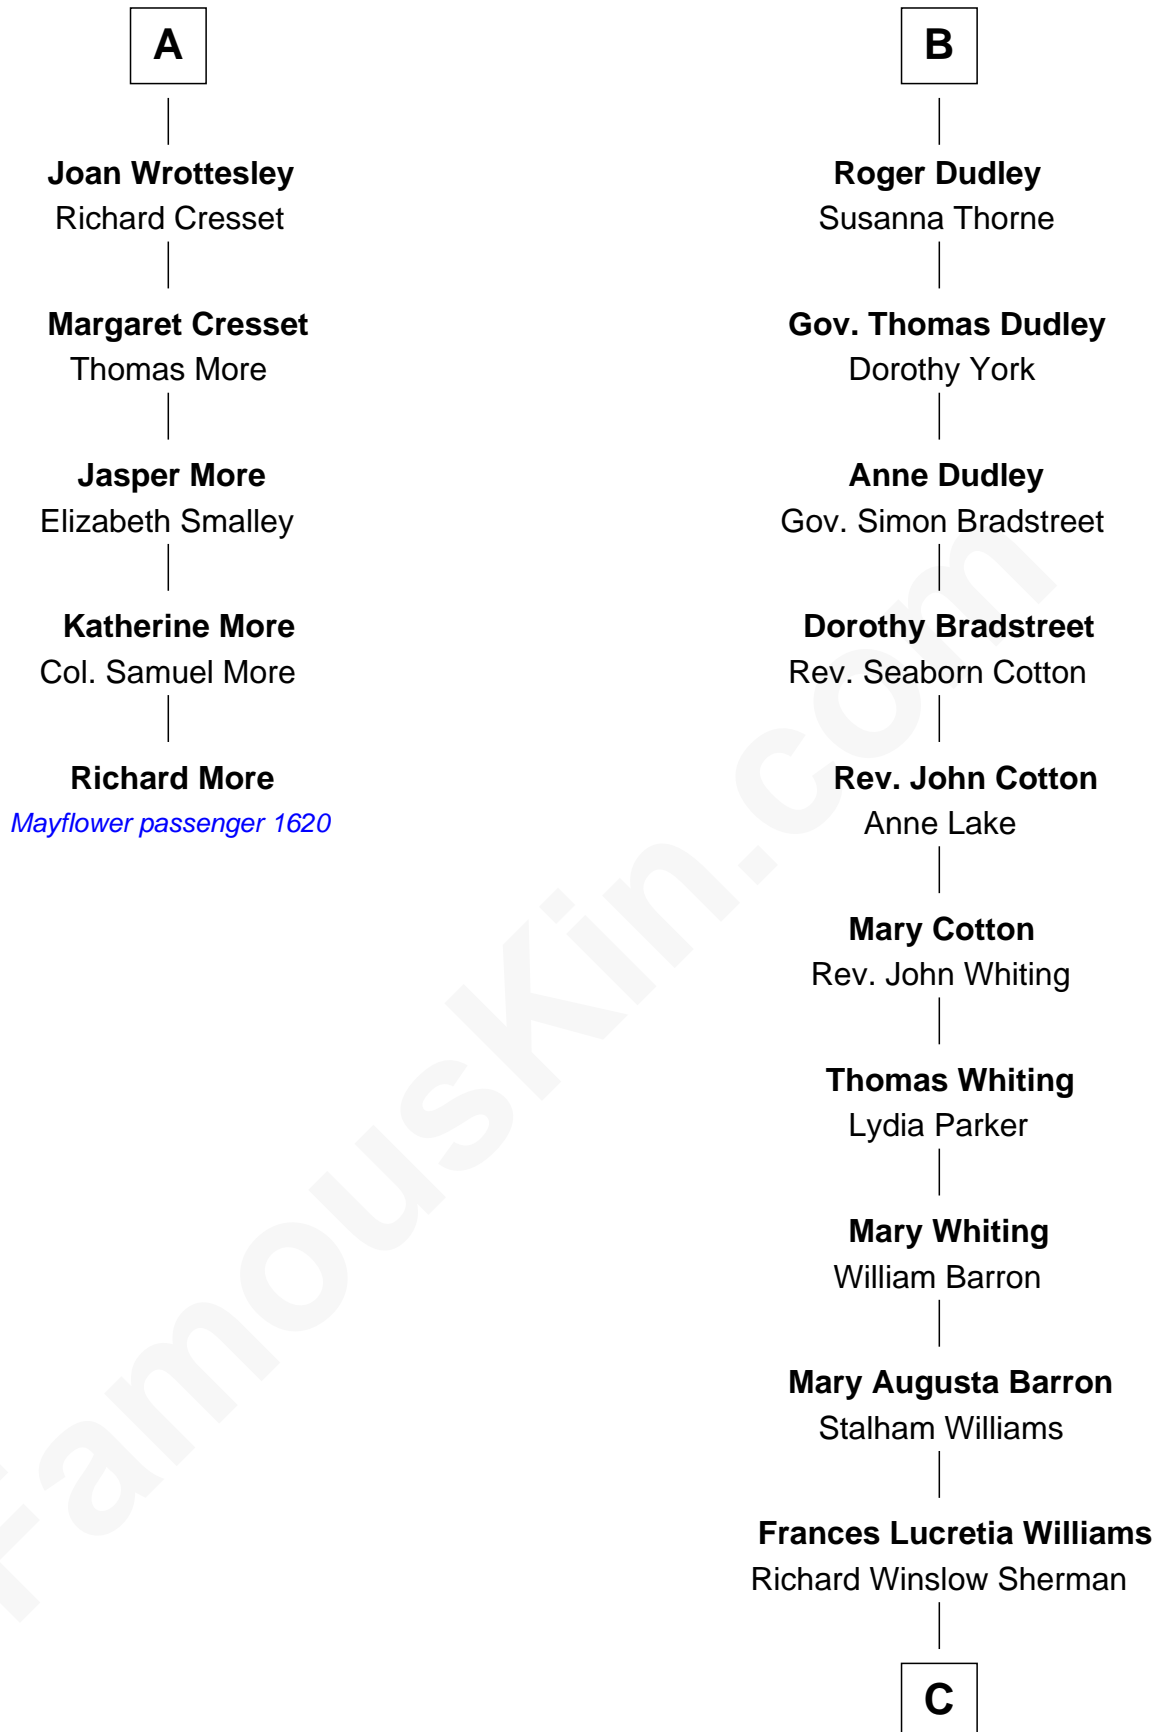 A
Joan Wrottesley
Richard Cresset
Margaret Cresset
Thomas More
Jasper More
Elizabeth Smalley
Katherine More
Col. Samuel More
Richard More
Mayflower passenger 1620
B
Roger Dudley
Susanna Thorne
Gov. Thomas Dudley
Dorothy York
Anne Dudley
Gov. Simon Bradstreet
Dorothy Bradstreet
Rev. Seaborn Cotton
Rev. John Cotton
Anne Lake
Mary Cotton
Rev. John Whiting
Thomas Whiting
Lydia Parker
Mary Whiting
William Barron
Mary Augusta Barron
Stalham Williams
Frances Lucretia Williams
Richard Winslow Sherman
C
FamousKin.com